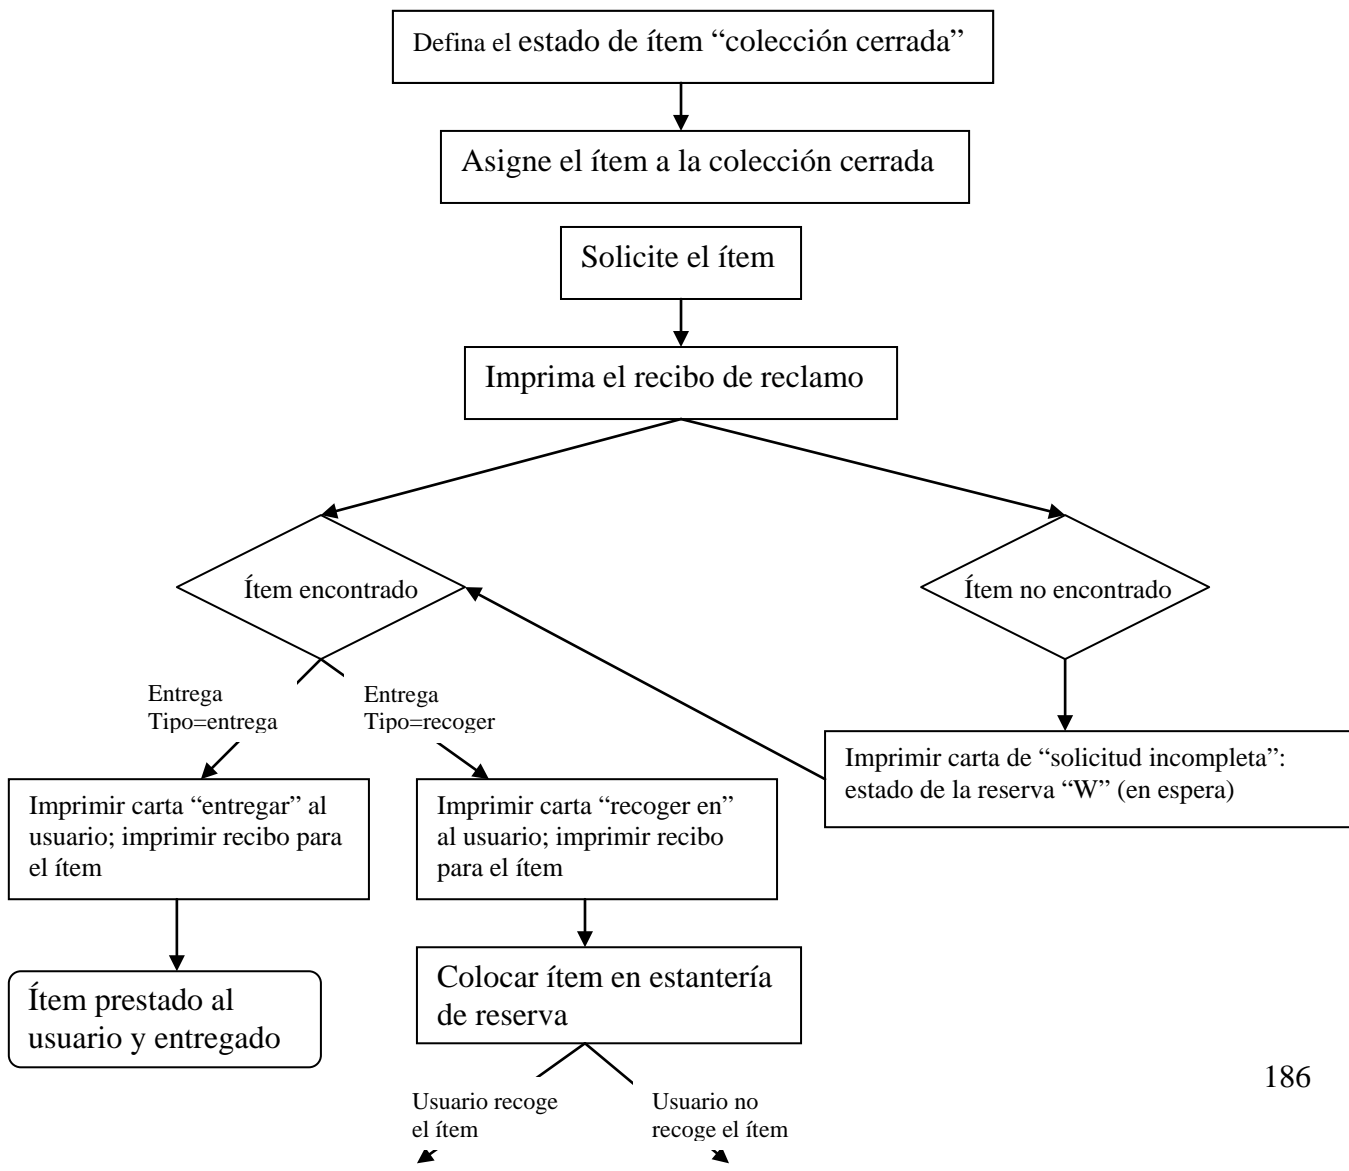 Defina el estado de ítem “colección cerrada”
Asigne el ítem a la colección cerrada
Solicite el ítem
Imprima el recibo de reclamo
Ítem encontrado
Ítem no encontrado
Entrega
Tipo=entrega
Entrega
Tipo=recoger
Imprimir carta de “solicitud incompleta”:
estado de la reserva “W” (en espera)
Imprimir carta “entregar” al
usuario; imprimir recibo para
el ítem
Imprimir carta “recoger en”
al usuario; imprimir recibo
para el ítem
Ítem prestado al
usuario y entregado
Colocar ítem en estantería
de reserva
186
Usuario recoge
el ítem
Usuario no
recoge el ítem